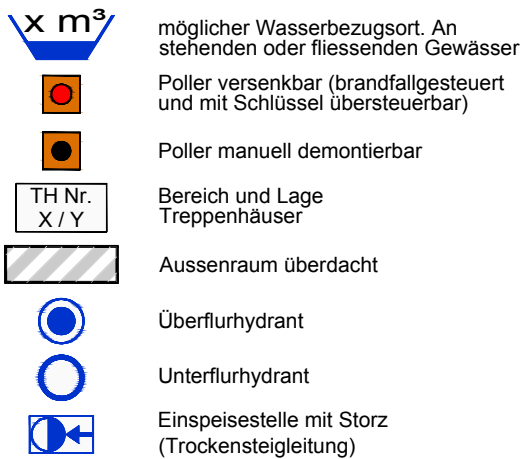 x m³
möglicher Wasserbezugsort. An
stehenden oder fliessenden Gewässer
Poller versenkbar (brandfallgesteuert
und mit Schlüssel übersteuerbar)
Poller manuell demontierbar
TH Nr.
X / Y
Bereich und Lage
Treppenhäuser
Aussenraum überdacht
Überflurhydrant
Unterflurhydrant
Einspeisestelle mit Storz
(Trockensteigleitung)